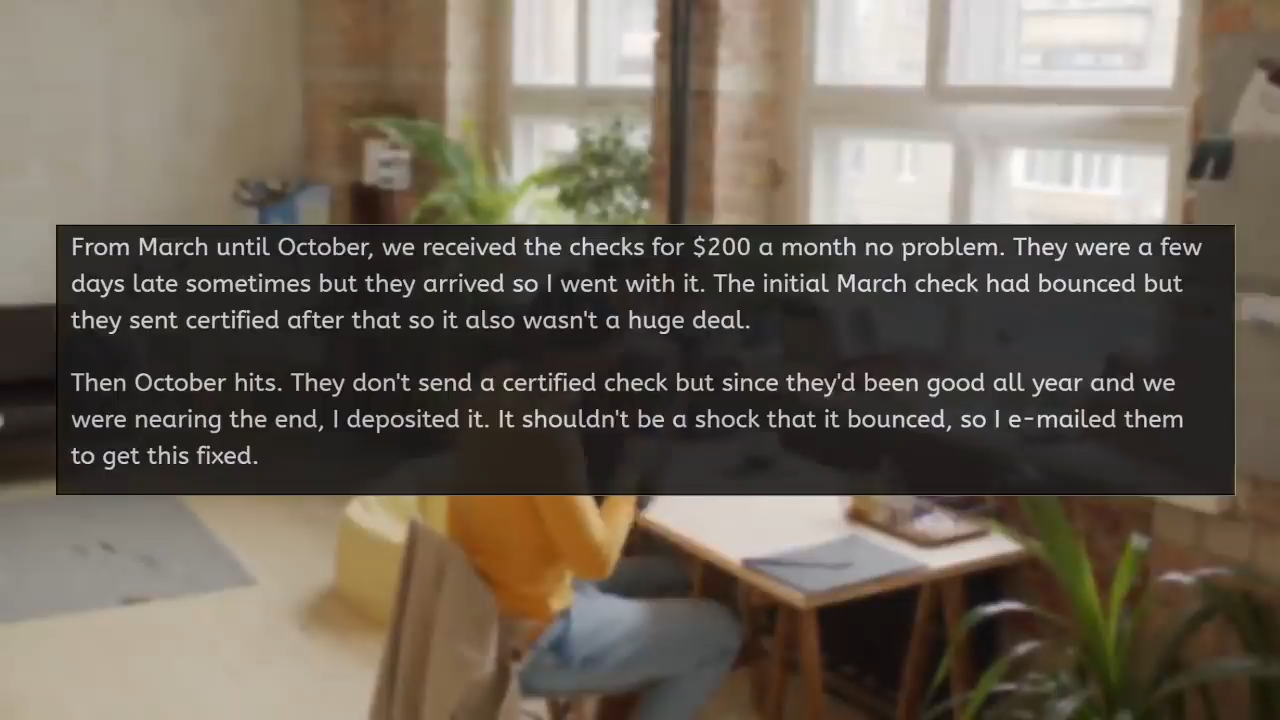 From March until October, we received the checks for $200 a month no problem. They were a few
days late sometimes but they arrived so I went with it. The initial March check had bounced but
they sent certified after that so it also wasn't a huge deal.
Then October hits. They don't send a certified check but since they'd been good all year and we
were nearing the end, I deposited it. It shouldn't be a shock that it bounced, so I e-mailed them
to get this fixed.